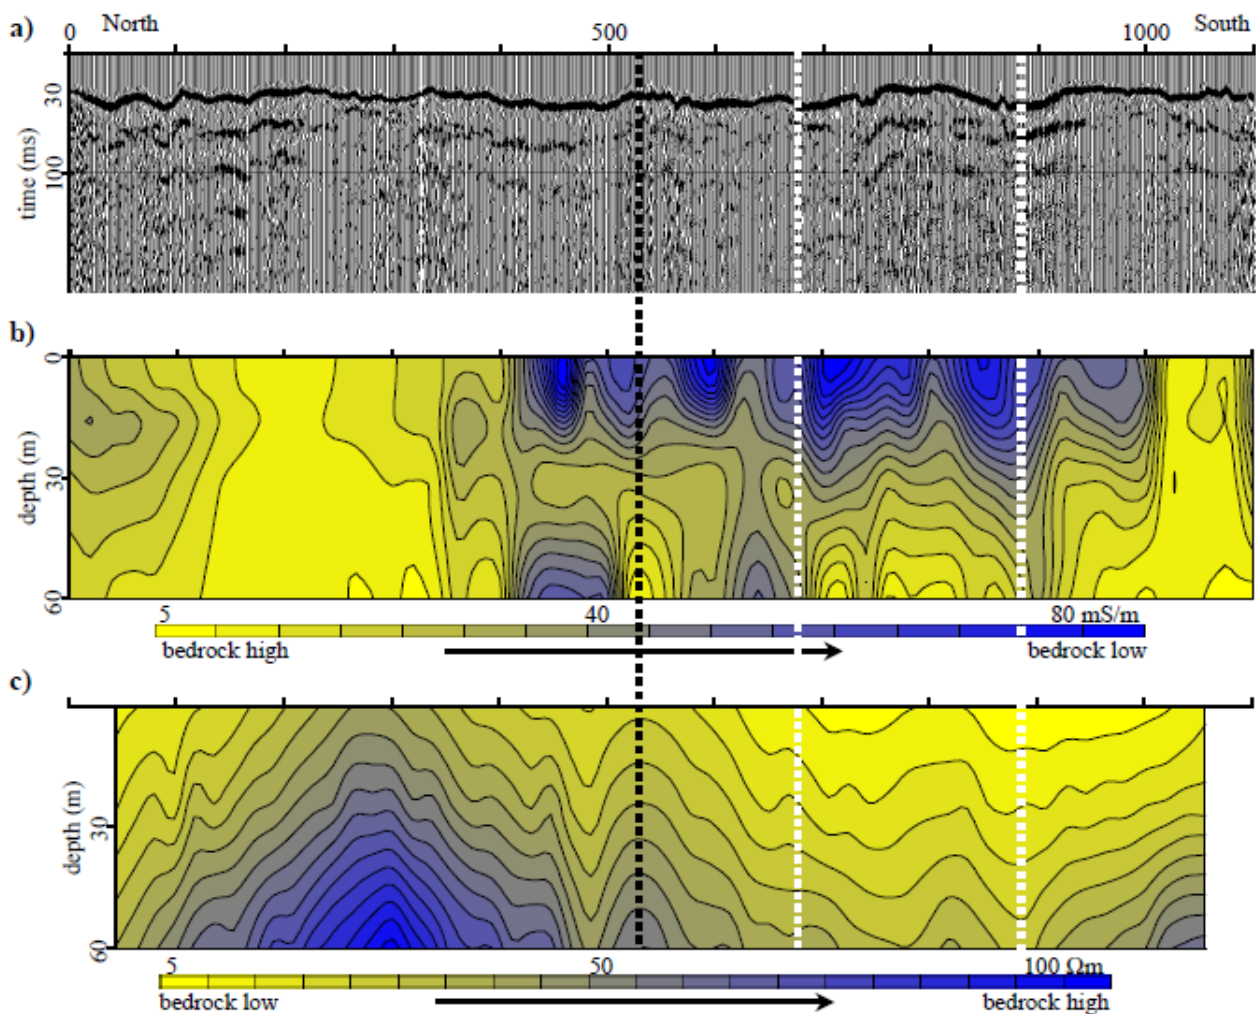 a) North South
0 500 1000
30
100
time (ms)
b)
0
30
60
depth (m)
5 40 80 mS/m
bedrock high bedrock low
c)
30
60
depth (m)
5 50 100 Ωm
bedrock low bedrock high